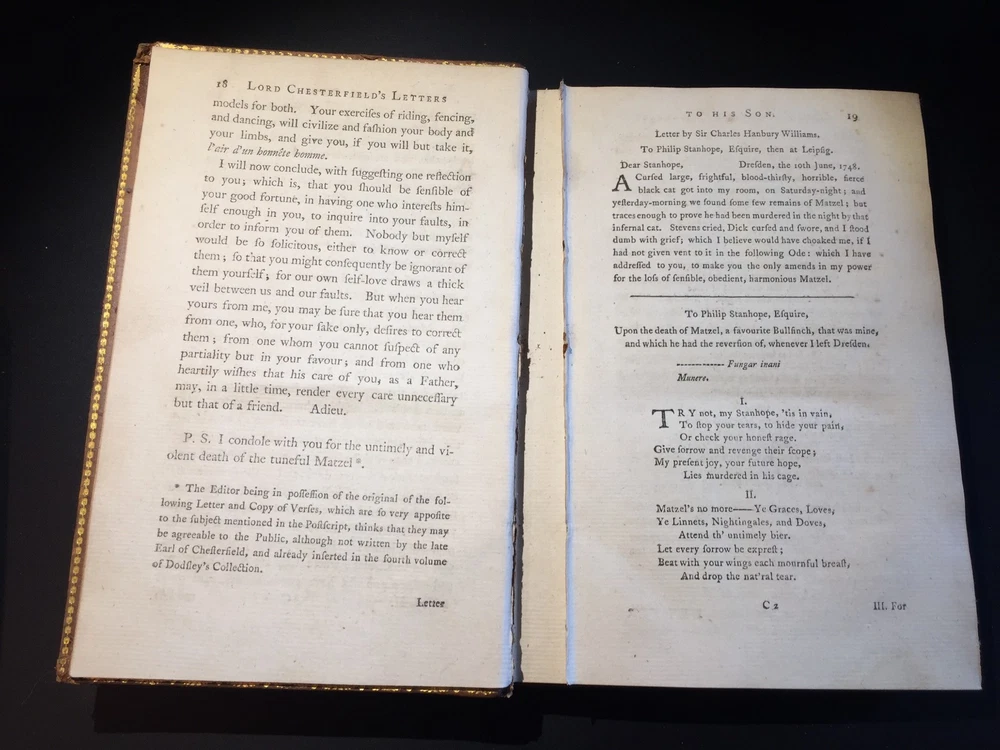 18 LORD CHESTERFIELD'S LETTERS
models for both. Your exerciſes of riding, fencing,
and dancing, will civilize and faſhion your body and
your limbs, and give you, if you will but take it,
l'air d'un honnête homme.
I will now conclude, with ſuggeſting one reflection
to you; which is, that you ſhould be ſenſible of
your good fortune, in having one who intereſts him-
ſelf enough in you, to inquire into your faults, in
order to inform you of them. Nobody but myſelf
would be ſo ſolicitous, either to know or correct
them; ſo that you might conſequently be ignorant of
them yourſelf; for our own ſelf-love draws a thick
veil between us and our faults. But when you hear
yours from me, you may be ſure that you hear them
from one, who, for your ſake only, deſires to correct
them; from one whom you cannot ſuſpect of any
partiality but in your favour; and from one who
heartily wiſhes that his care of you, as a Father,
may, in a little time, render every care unneceſſary
but that of a friend. Adieu.
P. S. I condole with you for the untimely and vi-
olent death of the tuneful Matzel *.
* The Editor being in poſſeſſion of the original of the fol-
lowing Letter and Copy of Verſes, which are ſo very appoſite
to the ſubject mentioned in the Poſtſcript, thinks that they may
be agreeable to the Public, although not written by the late
Earl of Cheſterfield, and already inſerted in the fourth volume
of Dodſley's Collection.
Letter
TO HIS SON. 19
Letter by Sir Charles Hanbury Williams.
To Philip Stanhope, Eſquire, then at Leipſig.
Dear Stanhope, Dreſden, the 10th June, 1748.
A Curſed large, frightful, blood-thirſty, horrible, fierce
black cat got into my room, on Saturday-night; and
yeſterday-morning we found ſome few remains of Matzel; but
traces enough to prove he had been murdered in the night by that
infernal cat. Stevens cried, Dick curſed and ſwore, and I ſtood
dumb with grief; which I believe would have choaked me, if I
had not given vent to it in the following Ode: which I have
addreſſed to you, to make you the only amends in my power
for the loſs of ſenſible, obedient, harmonious Matzel.
To Philip Stanhope, Eſquire,
Upon the death of Matzel, a favourite Bullfinch, that was mine,
and which he had the reverſion of, whenever I left Dreſden.
------------ Fungar inani
Munere.
I.
TRY not, my Stanhope, 'tis in vain,
To ſtop your tears, to hide your pain,
Or check your honeſt rage.
Give ſorrow and revenge their ſcope;
My preſent joy, your future hope,
Lies murdered in his cage.
II.
Matzel's no more——Ye Graces, Loves,
Ye Linnets, Nightingales, and Doves,
Attend th' untimely bier.
Let every ſorrow be expreſt;
Beat with your wings each mournful breaſt,
And drop the nat'ral tear.
C 2 III. For